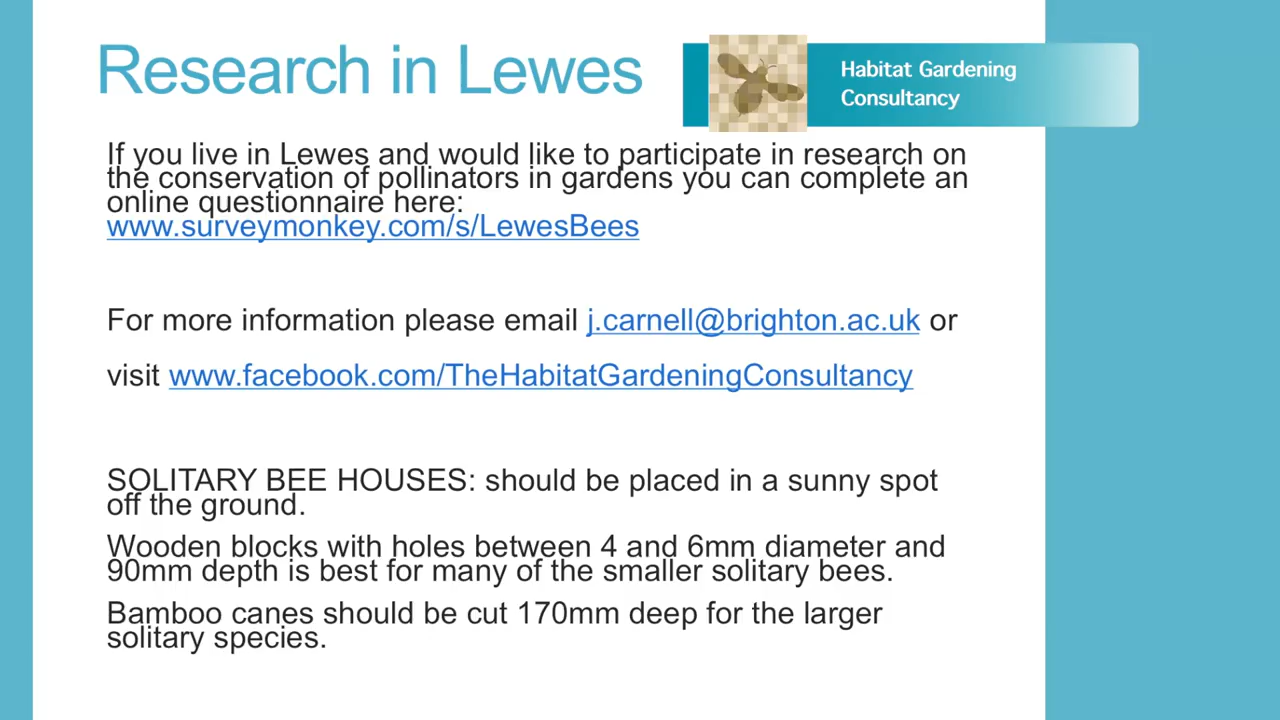 Research in Lewes
Habitat Gardening
Consultancy
If you live in Lewes and would like to participate in research on
the conservation of pollinators in gardens you can complete an
online questionnaire here:
www.surveymonkey.com/s/LewesBees
For more information please email j.carnell@brighton.ac.uk or
visit www.facebook.com/TheHabitatGardeningConsultancy
SOLITARY BEE HOUSES: should be placed in a sunny spot
off the ground.
Wooden blocks with holes between 4 and 6mm diameter and
90mm depth is best for many of the smaller solitary bees.
Bamboo canes should be cut 170mm deep for the larger
solitary species.